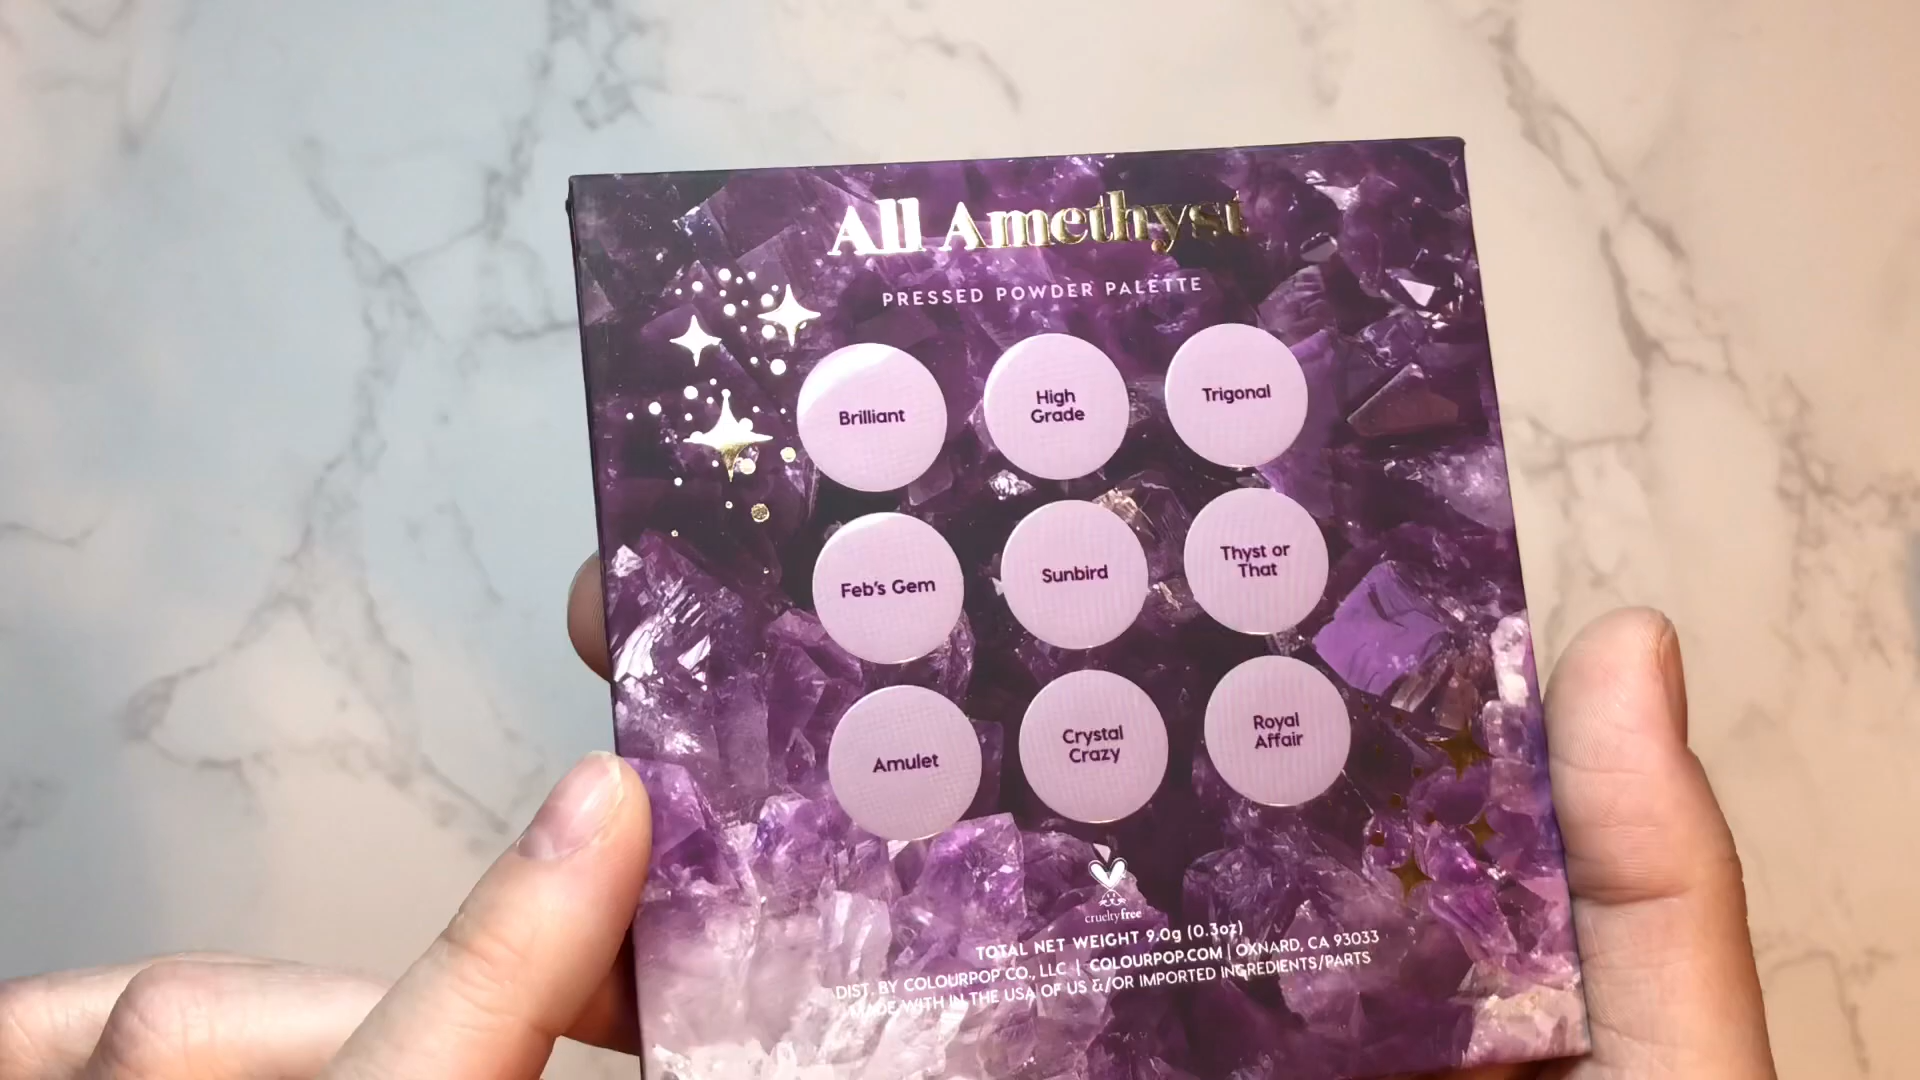 All Amethyst
PRESSED POWDER PALETTE
Brilliant
High
Grade
Trigonal
Feb's Gem
Sunbird
Thyst or
That
Amulet
Crystal
Crazy
Royal
Affair
crueltyfree
TOTAL NET WEIGHT 9.0g (0.3oz)
DIST. BY COLOURPOP CO., LLC | COLOURPOP.COM | OXNARD, CA 93033
MADE WITH IN THE USA OF US &/OR IMPORTED INGREDIENTS/PARTS